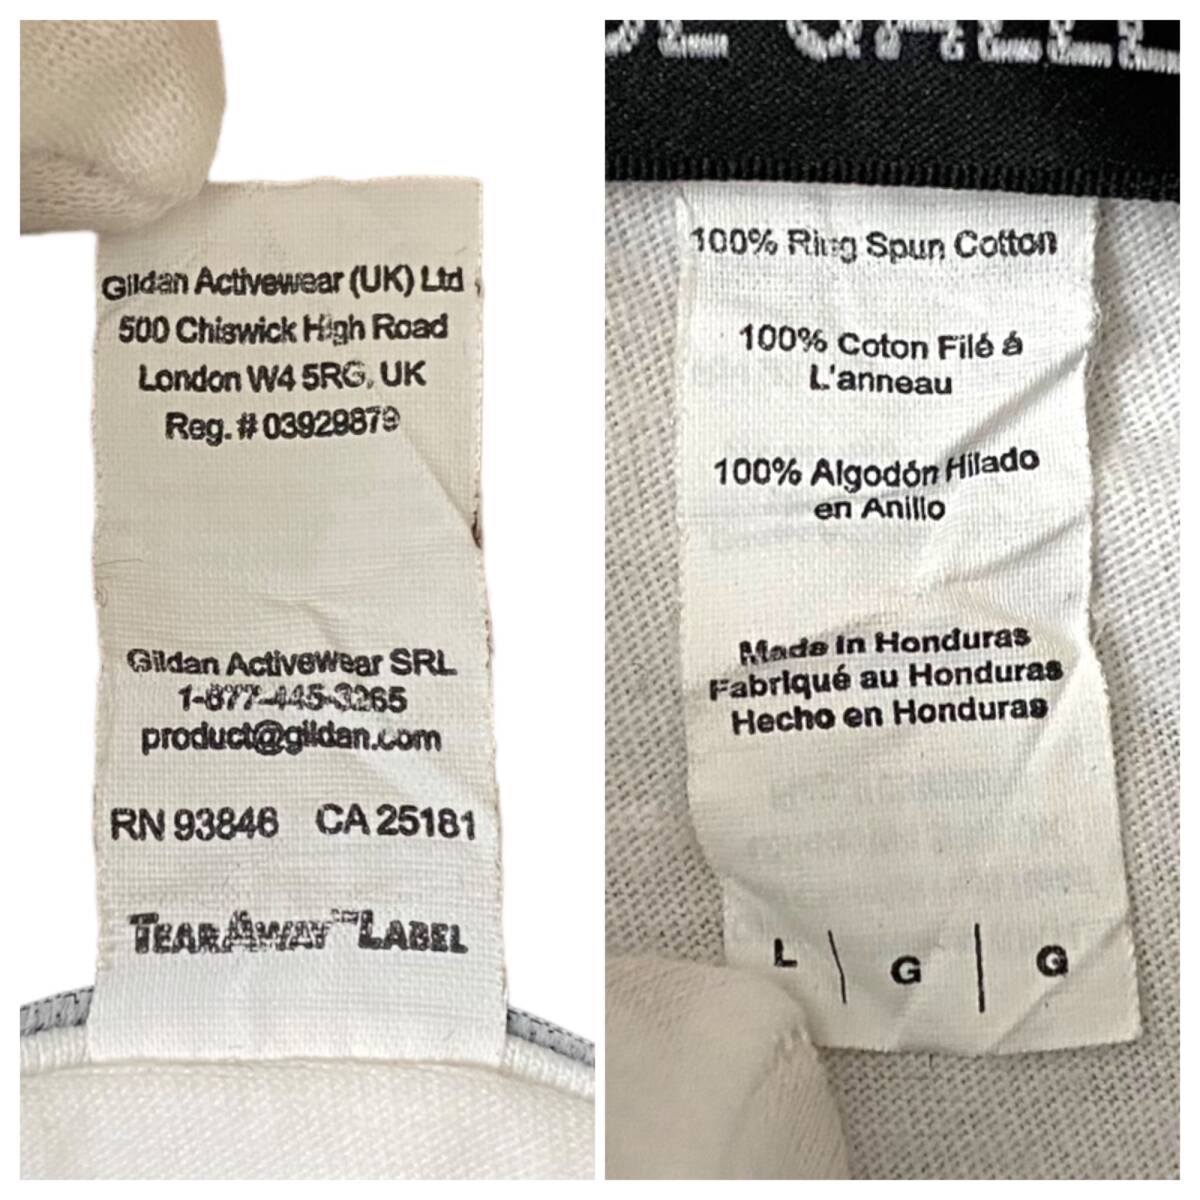 Gildan Activewear (UK) Ltd
500 Chiswick High Road
London W4 5RG, UK
Reg. # 03929879
Gildan Activewear SRL
1-877-445-3265
product@gildan.com
RN 93846 CA 25181
TEARAWAY™LABEL
100% Ring Spun Cotton
100% Coton Filé á
L'anneau
100% Algodón Hilado
en Anillo
Made in Honduras
Fabriqué au Honduras
Hecho en Honduras
L | G | G